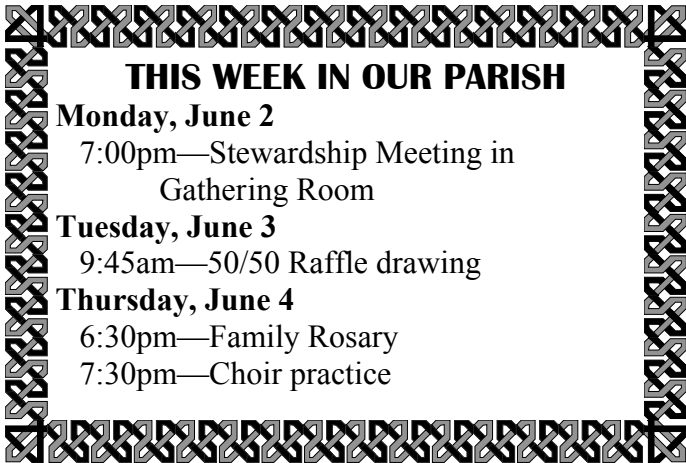 THIS WEEK IN OUR PARISH
Monday, June 2
7:00pm—Stewardship Meeting in
Gathering Room
Tuesday, June 3
9:45am—50/50 Raffle drawing
Thursday, June 4
6:30pm—Family Rosary
7:30pm—Choir practice